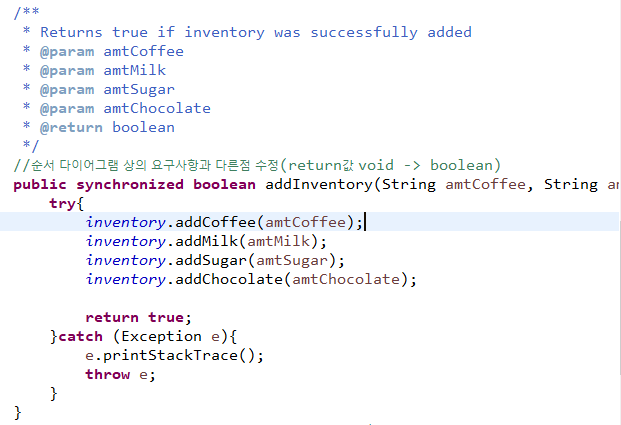 /**
 * Returns true if inventory was successfully added
 * @param amtCoffee
 * @param amtMilk
 * @param amtSugar
 * @param amtChocolate
 * @return boolean
 */
//순서 다이어그램 상의 요구사항과 다른점 수정(return값 void -> boolean)
public synchronized boolean addInventory(String amtCoffee, String am
    try{
        inventory.addCoffee(amtCoffee);
        inventory.addMilk(amtMilk);
        inventory.addSugar(amtSugar);
        inventory.addChocolate(amtChocolate);
        return true;
    }catch (Exception e){
        e.printStackTrace();
        throw e;
    }
}